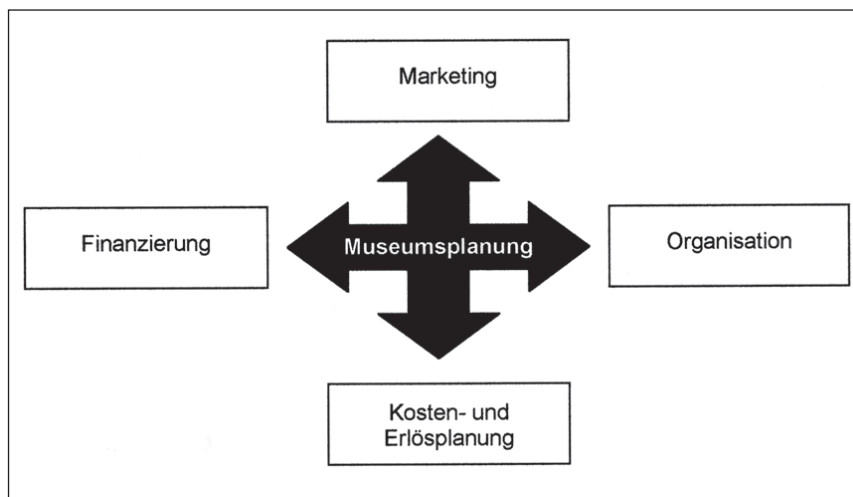 Marketing
Finanzierung
Museumsplanung
Organisation
Kosten- und
Erlösplanung